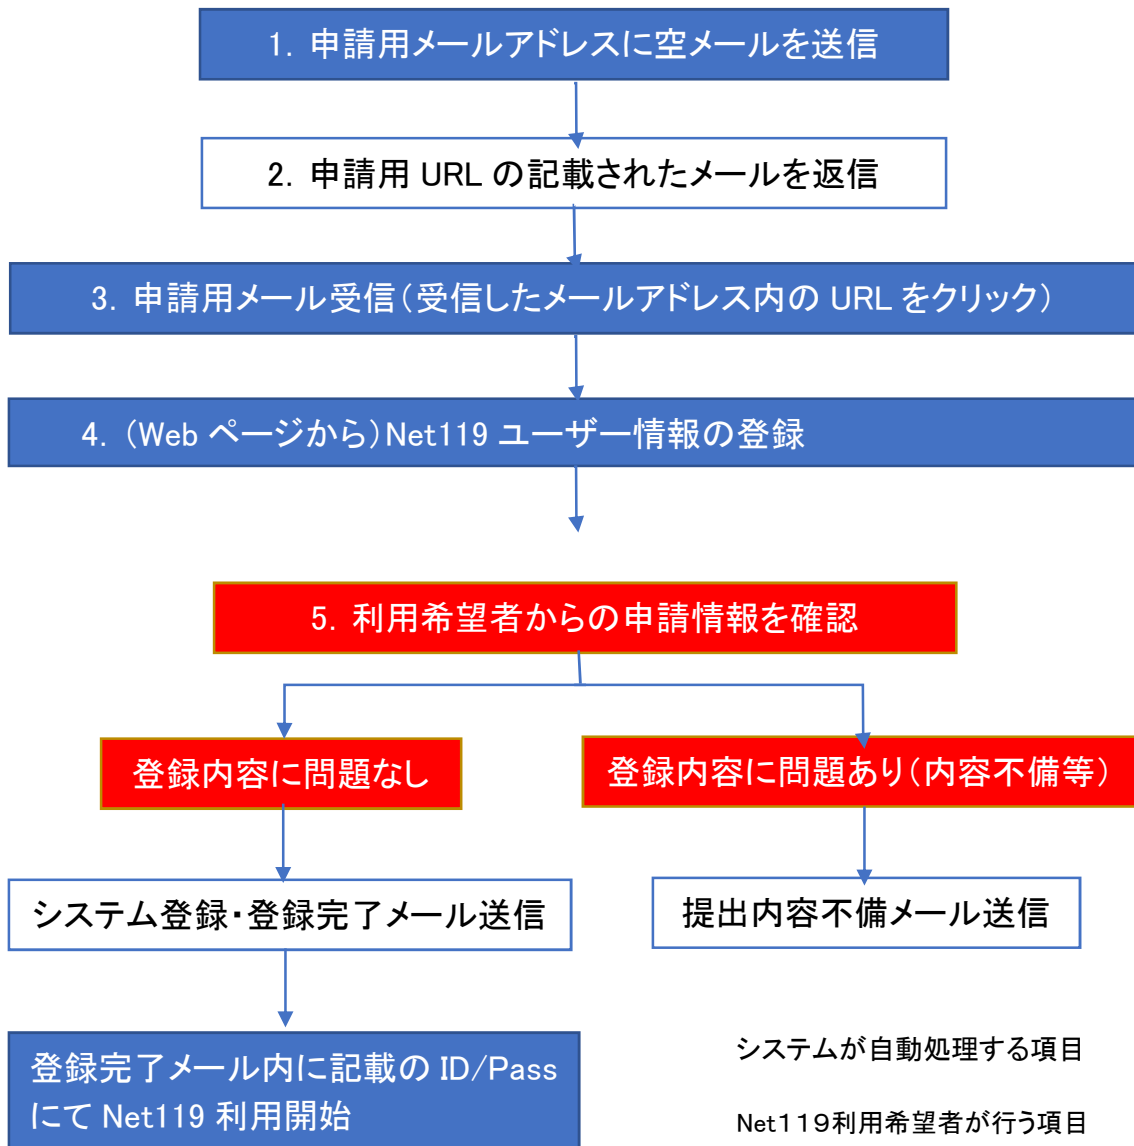 1. 申請用メールアドレスに空メールを送信
2. 申請用 URL の記載されたメールを返信
3. 申請用メール受信(受信したメールアドレス内の URL をクリック)
4. (Web ページから)Net119 ユーザー情報の登録
5. 利用希望者からの申請情報を確認
登録内容に問題なし
登録内容に問題あり(内容不備等)
システム登録・登録完了メール送信
提出内容不備メール送信
登録完了メール内に記載の ID/Pass
にて Net119 利用開始
システムが自動処理する項目
Net119利用希望者が行う項目